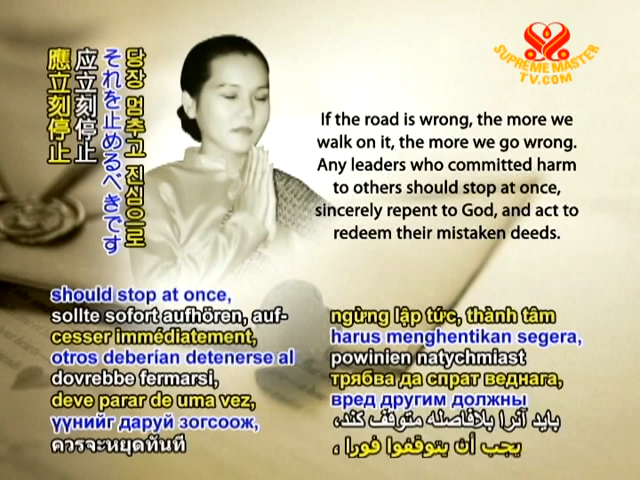 SUPREME MASTER
TV.COM
If the road is wrong, the more we
walk on it, the more we go wrong.
Any leaders who committed harm
to others should stop at once,
sincerely repent to God, and act to
redeem their mistaken deeds.
당장 멈추고 진심으로
それを止めるべきです
应立刻停止
應立刻停止
should stop at once,
sollte sofort aufhören, auf-
cesser immédiatement,
otros deberían detenerse al
dovrebbe fermarsi,
deve parar de uma vez,
үүнийг даруй зогсоож,
ควรจะหยุดทันที
ngừng lập tức, thành tâm
harus menghentikan segera,
powinien natychmiast
трябва да спрат веднага,
вред другим должны
باید آنرا بلافاصله متوقف کند،
يجب أن يتوقفوا فورا ،